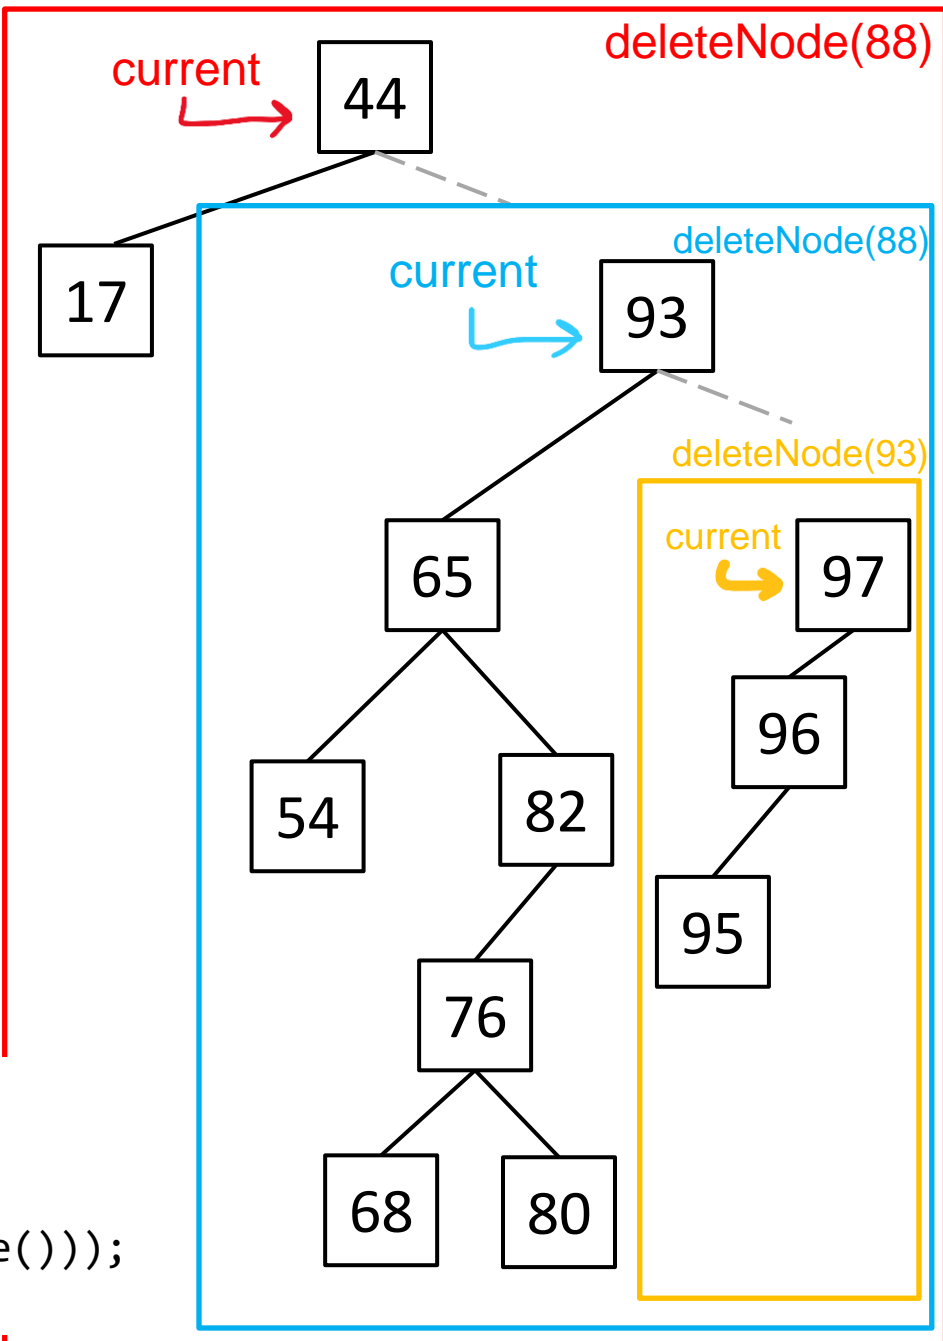 deleteNode(88)
current
44
deleteNode(88)
current
17
93
deleteNode(93)
current
65
97
96
54
82
95
76
68
80
e()));